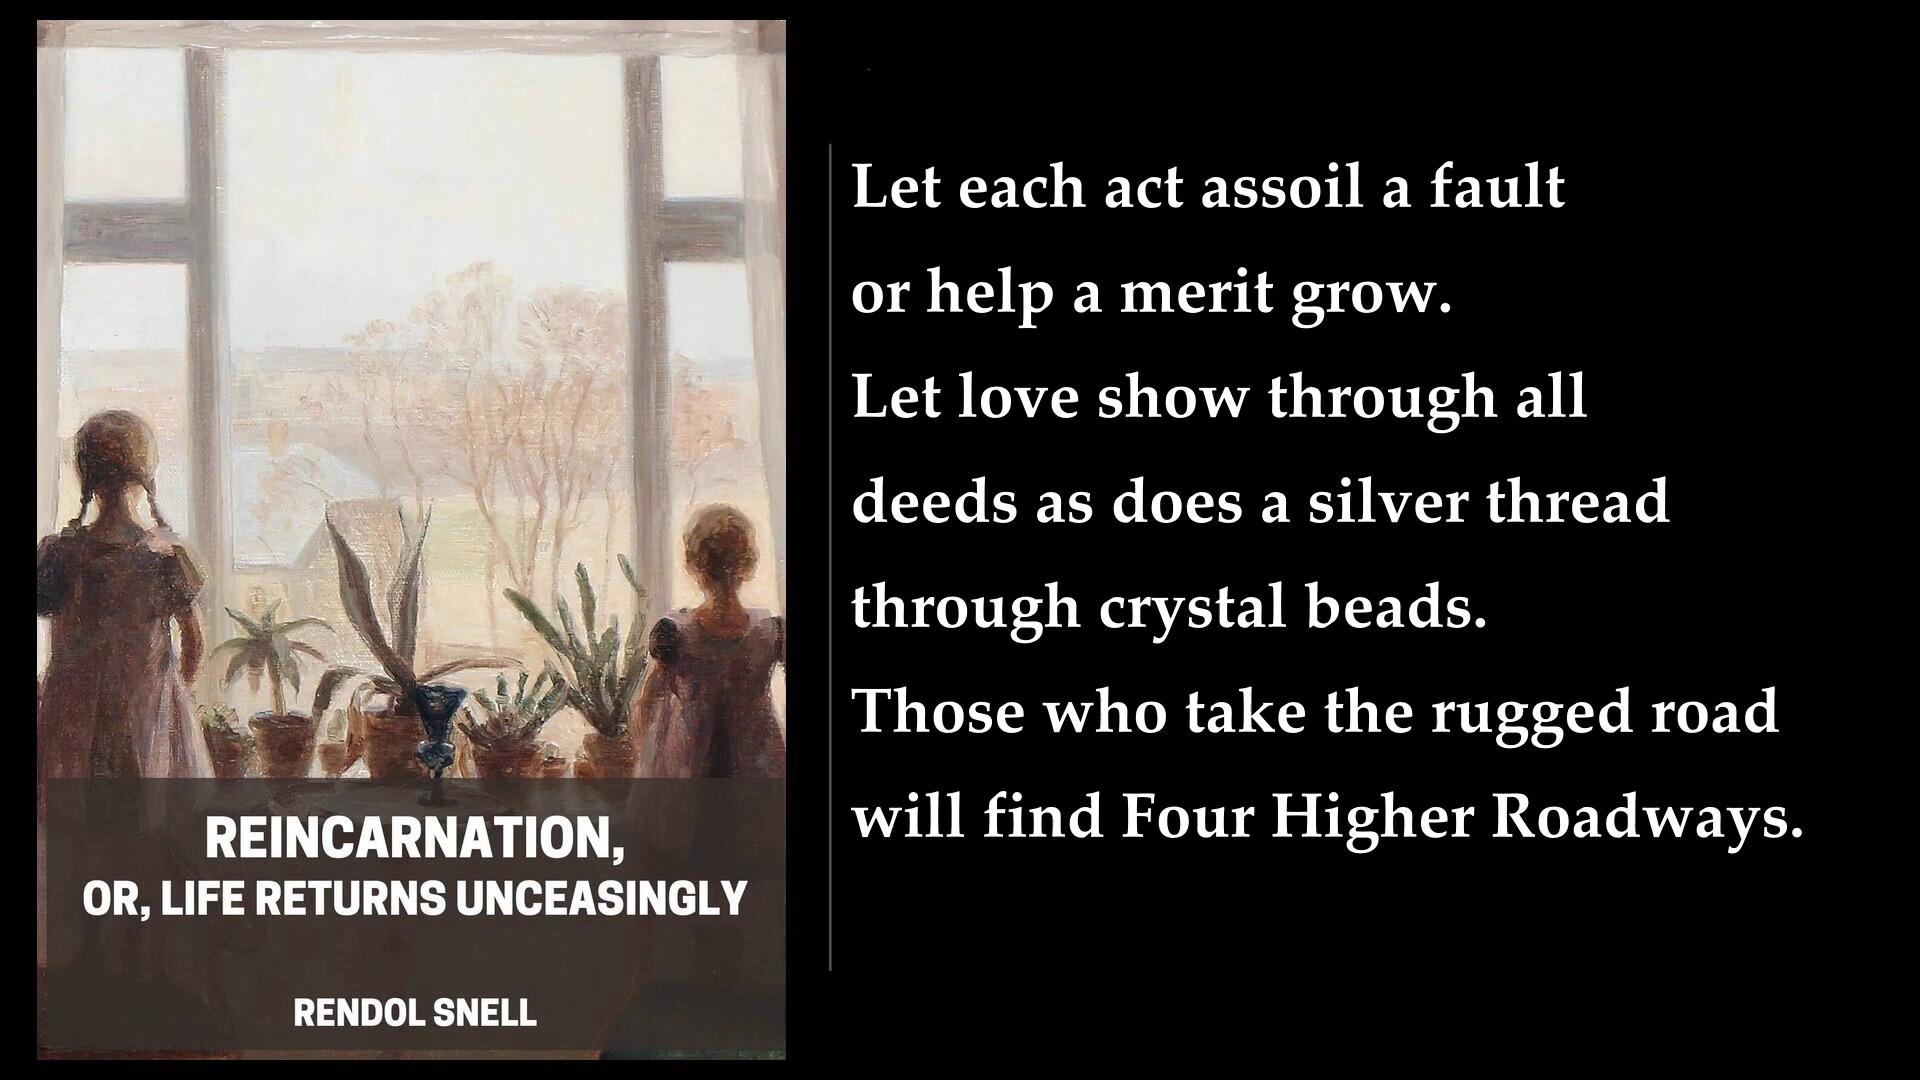 Let each act assoil a fault
or help a merit grow.
Let love show through all
deeds as does a silver thread
through crystal beads.
Those who take the rugged road
will find Four Higher Roadways.
REINCARNATION,
OR, LIFE RETURNS UNCEASINGLY
RENDOL SNELL